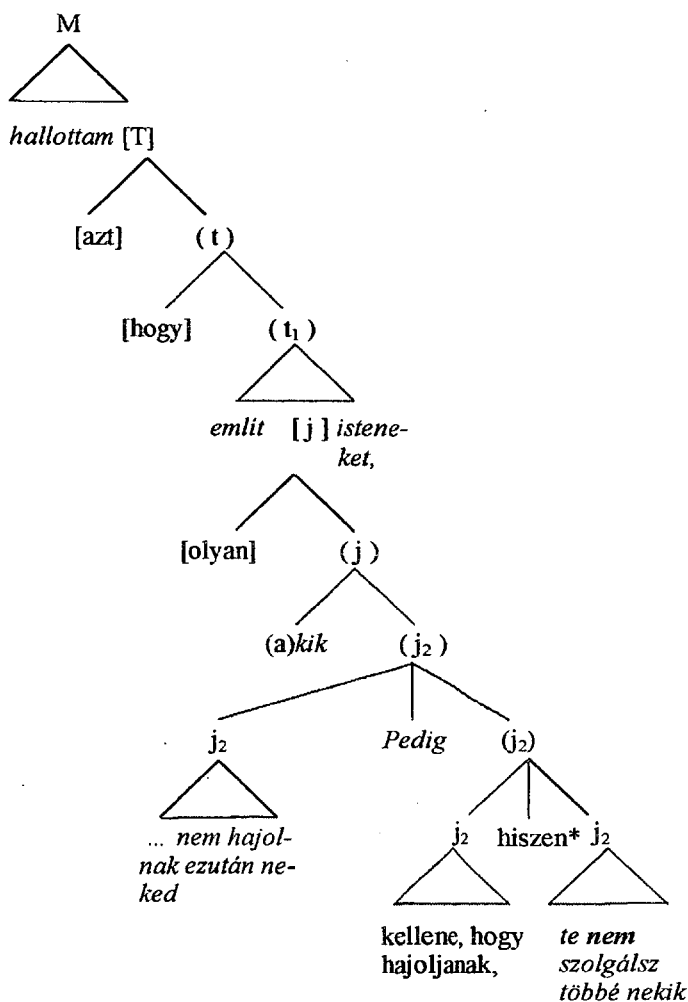 M
hallottam [T]
[azt] (t)
[hogy] (t₁)
említ [j] istene-
ket,
[olyan] (j)
(a)kik (j₂)
j₂ Pedig (j₂)
... nem hajol-
nak ezután ne-
ked
j₂ hiszen* j₂
kellene, hogy
hajoljanak,
te nem
szolgálsz
többé nekik